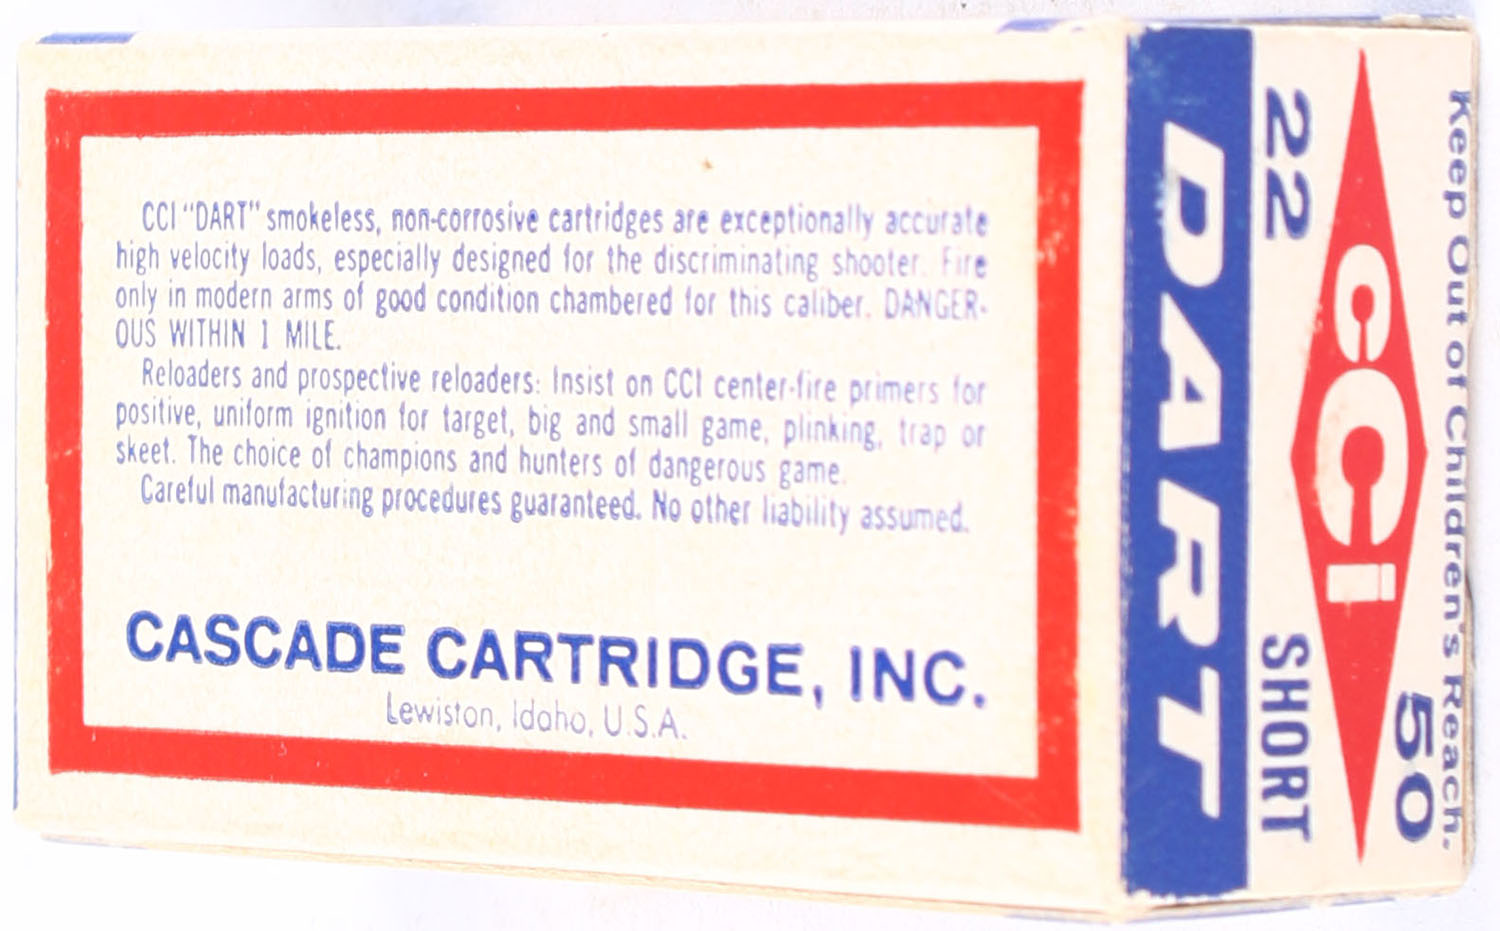 CCI "DART" smokeless, non-corrosive cartridges are exceptionally accurate
high velocity loads, especially designed for the discriminating shooter. Fire
only in modern arms of good condition chambered for this caliber. DANGER-
OUS WITHIN 1 MILE.
Reloaders and prospective reloaders: Insist on CCI center-fire primers for
positive, uniform ignition for target, big and small game, plinking, trap or
skeet. The choice of champions and hunters of dangerous game.
Careful manufacturing procedures guaranteed. No other liability assumed.
CASCADE CARTRIDGE, INC.
Lewiston, Idaho, U.S.A.
Keep Out of Children's Reach.
50
CCI
22 SHORT
DART